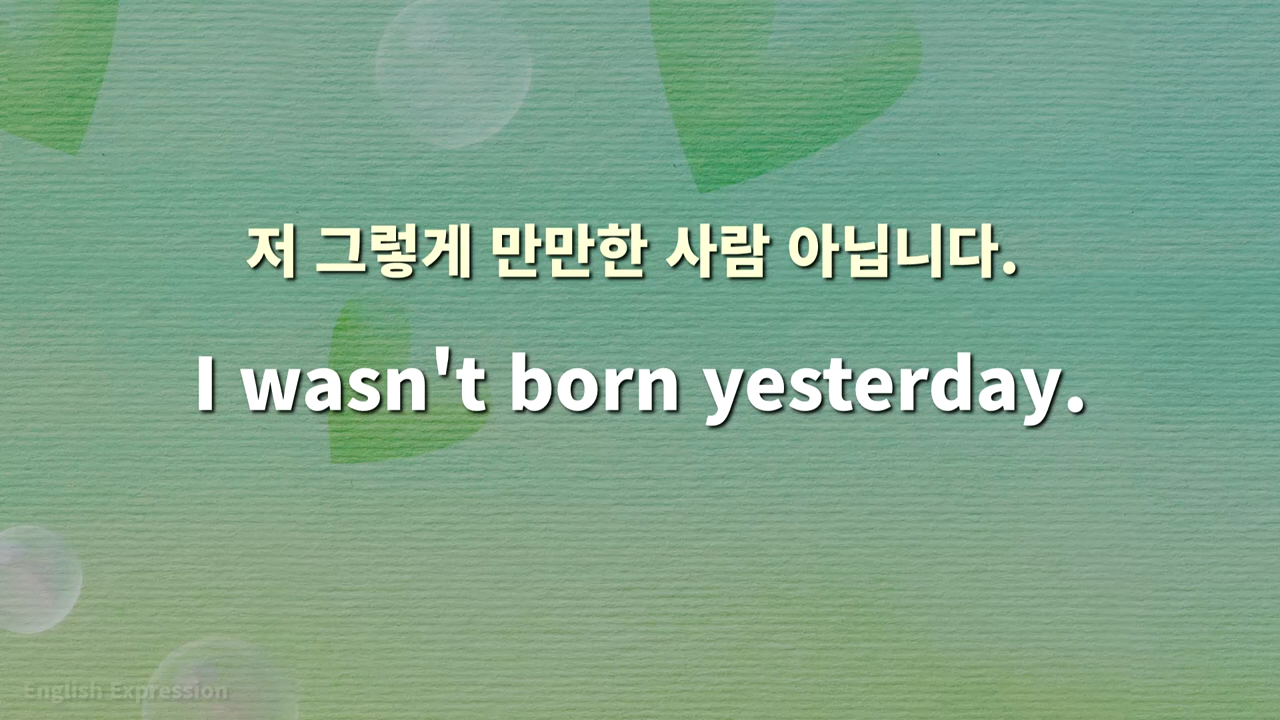 저 그렇게 만만한 사람 아닙니다.
I wasn't born yesterday.
English Expression